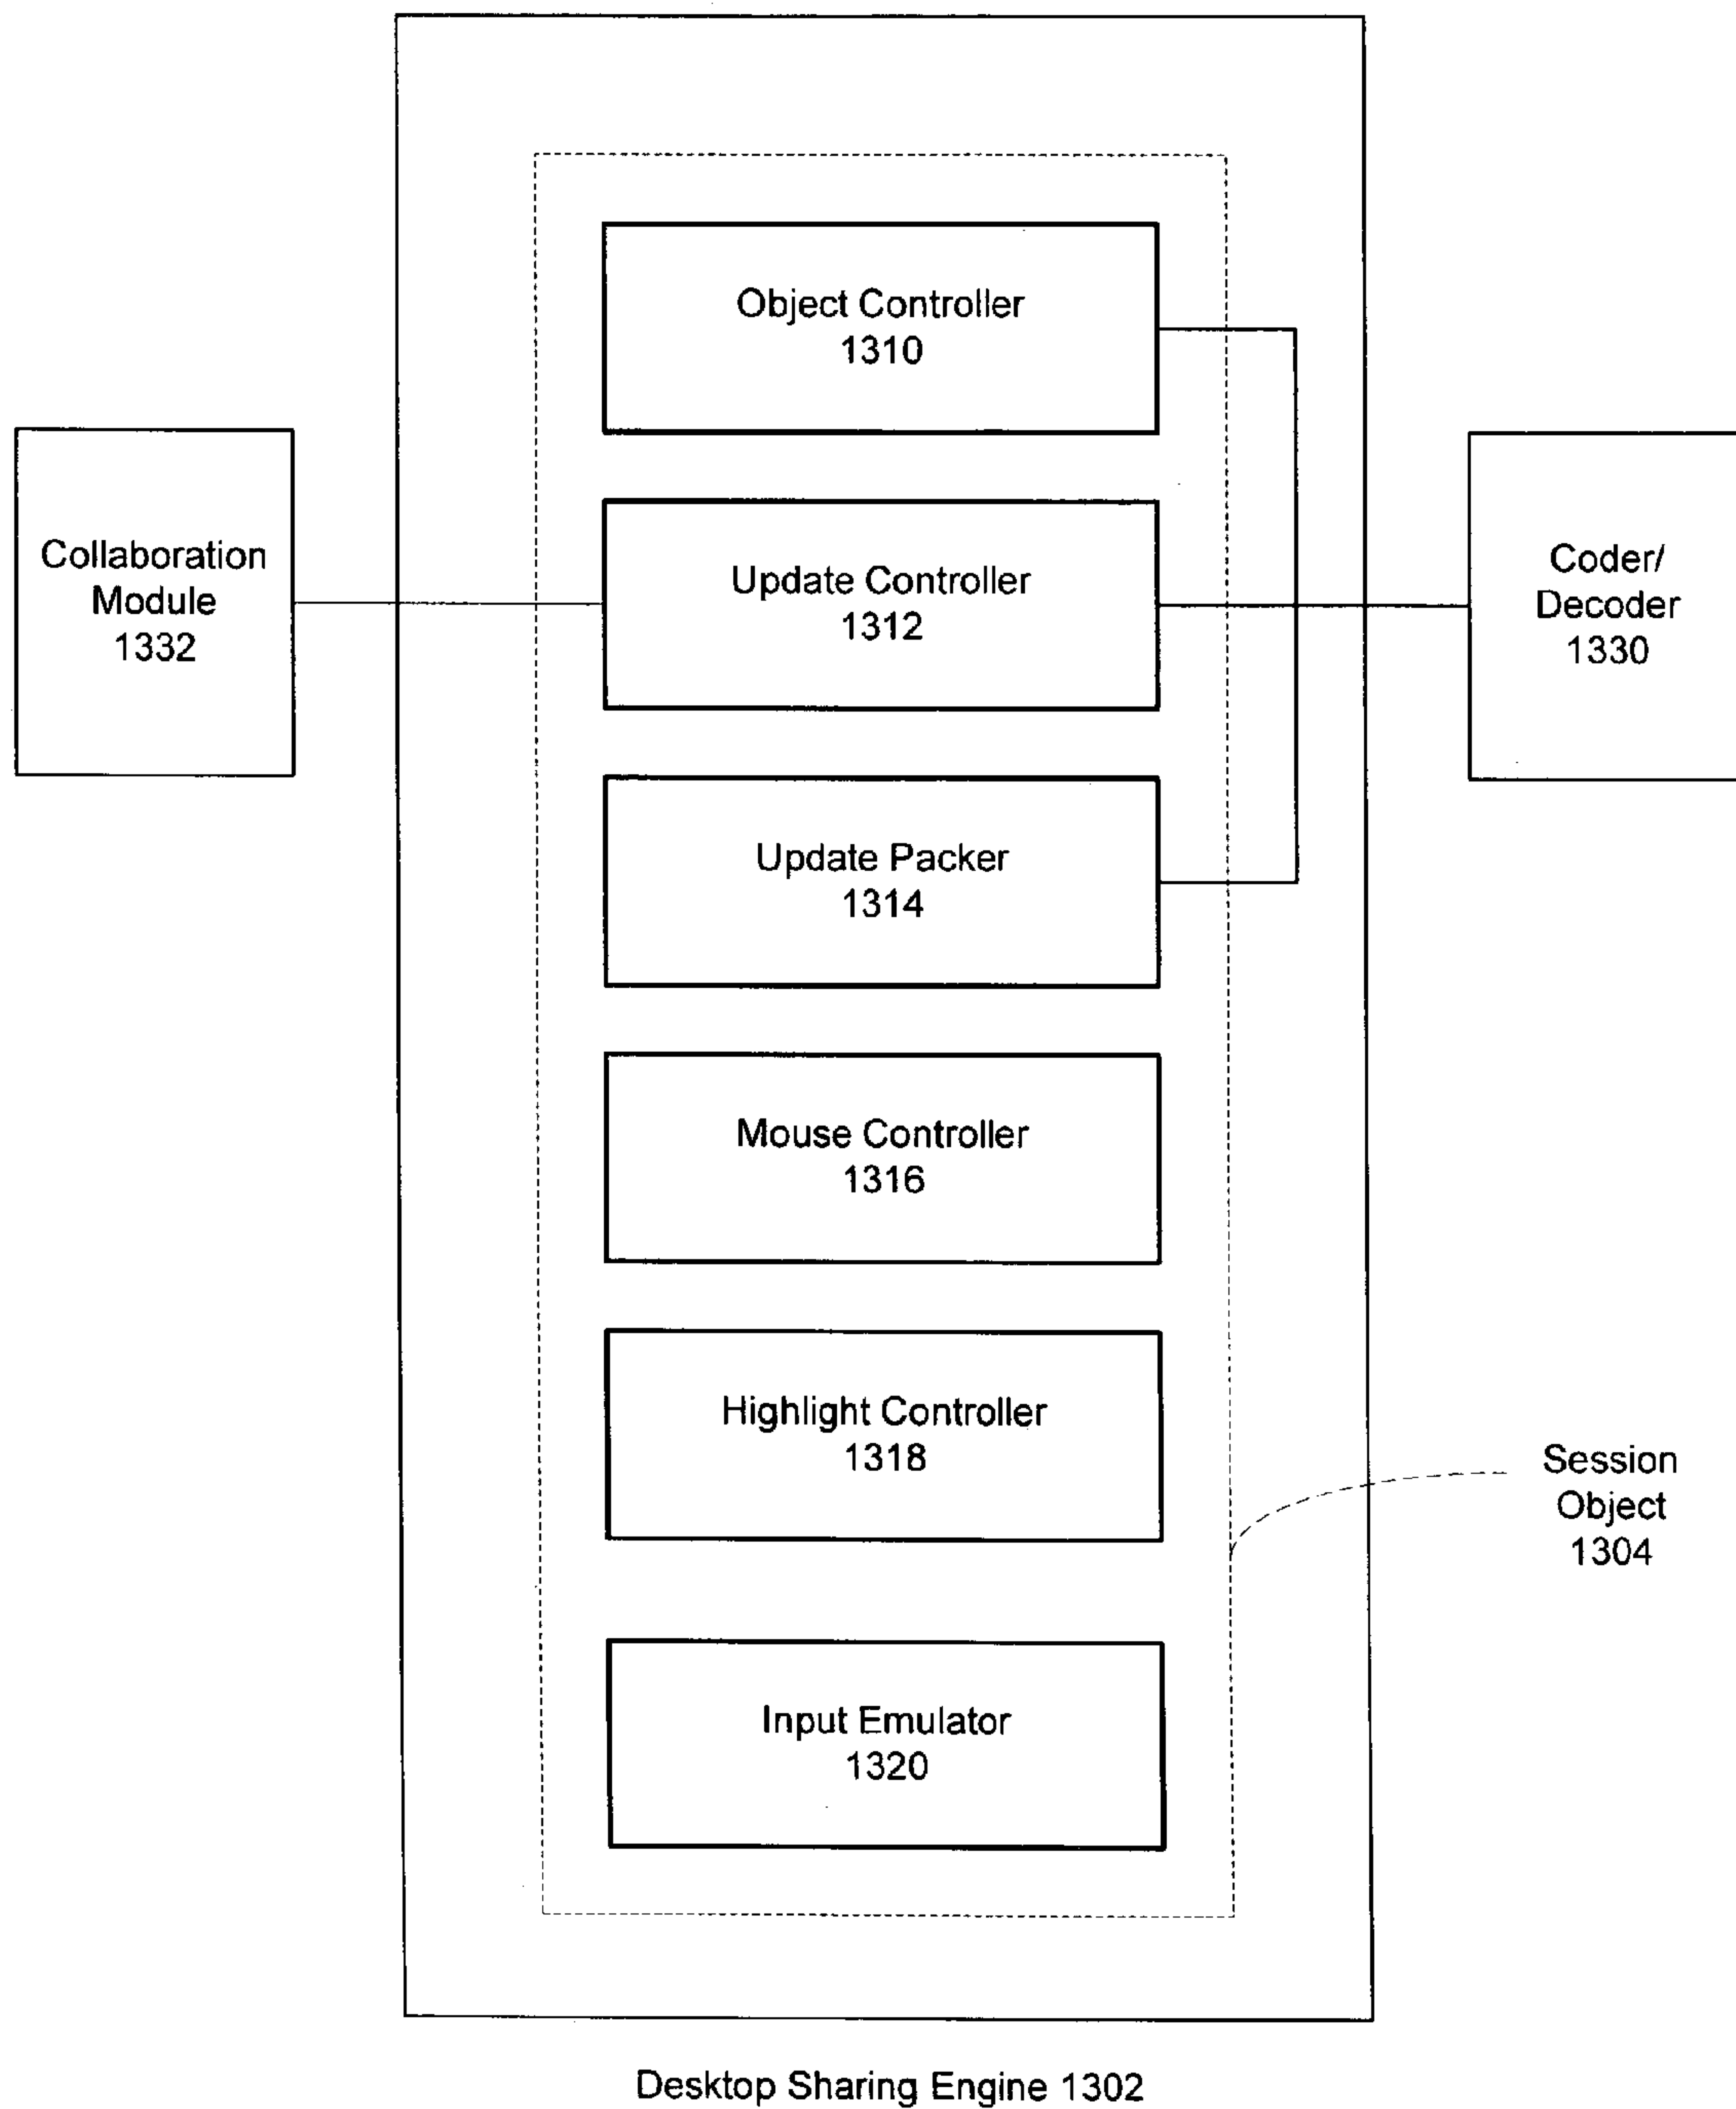 Object Controller
1310
Collaboration
Module
1332
Update Controller
1312
Coder/
Decoder
1330
Update Packer
1314
Mouse Controller
1316
Highlight Controller
1318
Session
Object
1304
Input Emulator
1320
Desktop Sharing Engine 1302